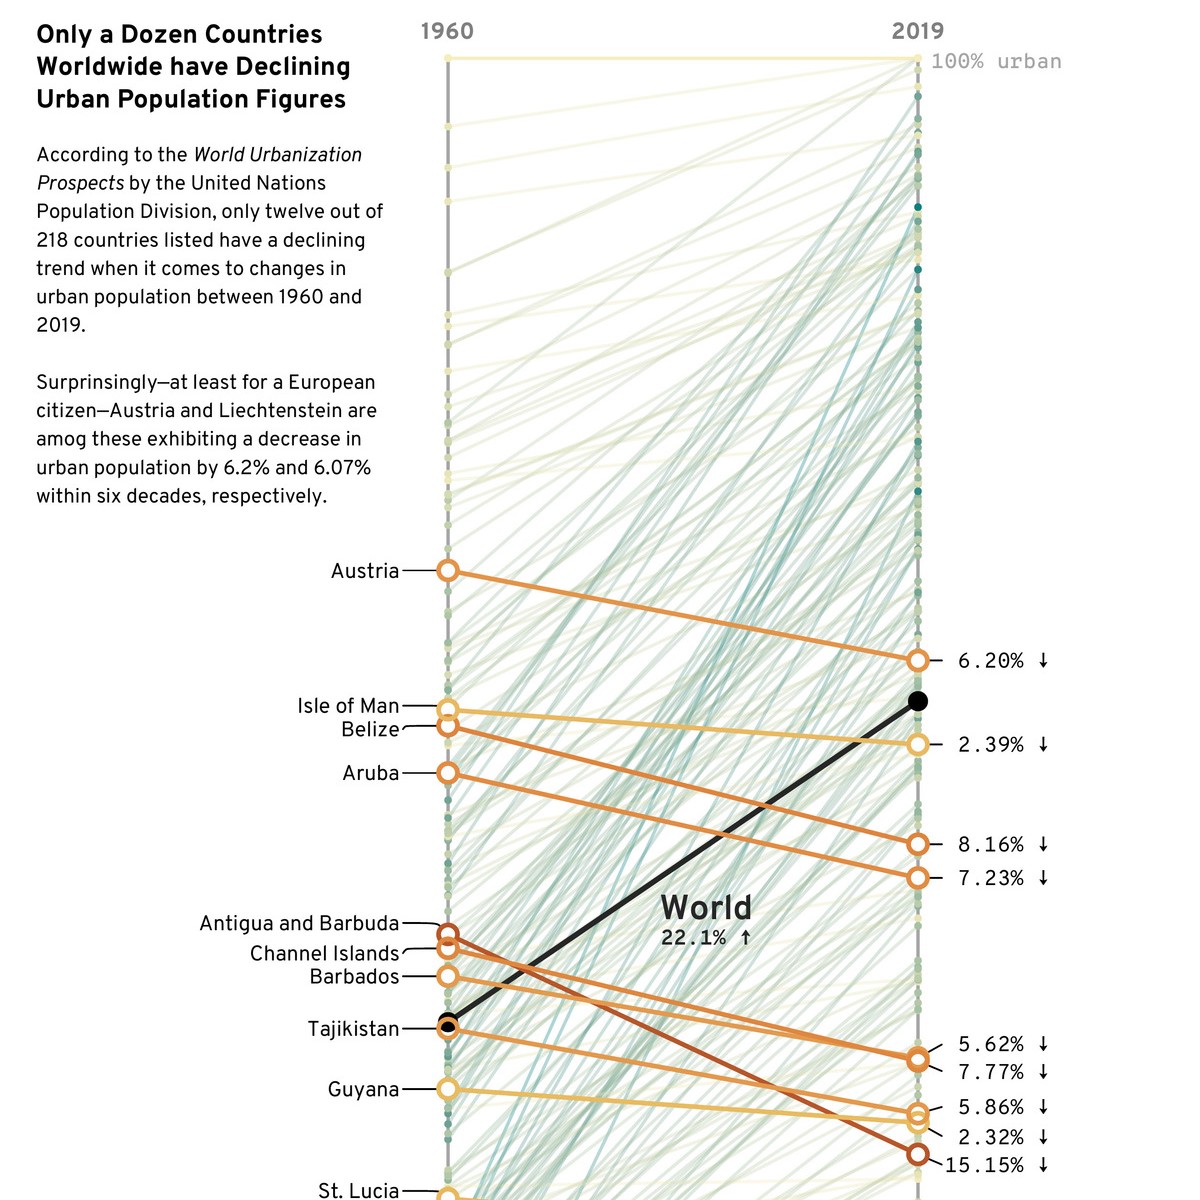 Only a Dozen Countries
Worldwide have Declining
Urban Population Figures
According to the World Urbanization
Prospects by the United Nations
Population Division, only twelve out of
218 countries listed have a declining
trend when it comes to changes in
urban population between 1960 and
2019.
Surprinsingly—at least for a European
citizen—Austria and Liechtenstein are
amog these exhibiting a decrease in
urban population by 6.2% and 6.07%
within six decades, respectively.
1960
2019
100% urban
Austria
6.20% ↓
Isle of Man
Belize
2.39% ↓
Aruba
8.16% ↓
7.23% ↓
World
22.1% ↑
Antigua and Barbuda
Channel Islands
Barbados
Tajikistan
5.62% ↓
7.77% ↓
Guyana
5.86% ↓
2.32% ↓
15.15% ↓
St. Lucia